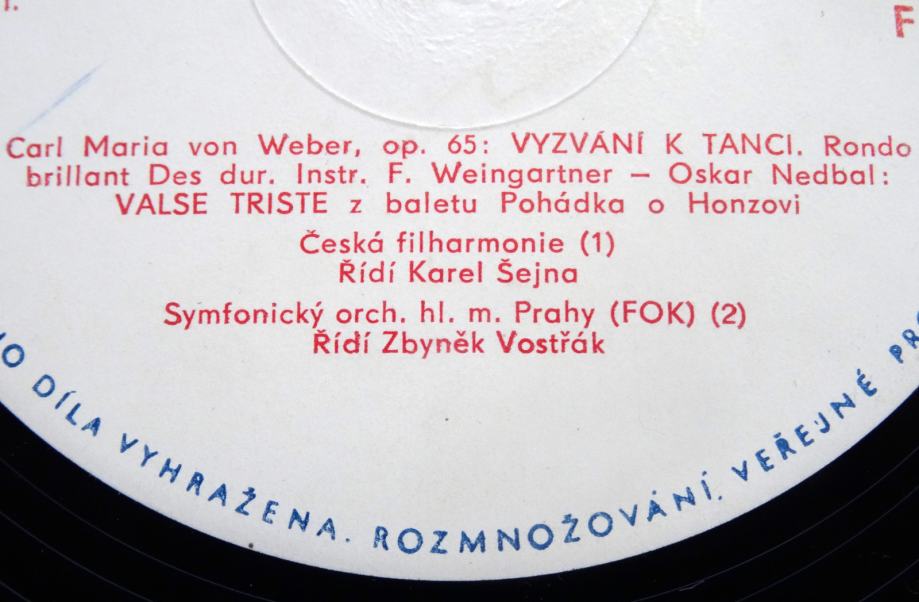 Carl Maria von Weber, op. 65: VYZVÁNÍ K TANCI. Rondo
brillant Des dur. Instr. F. Weingartner – Oskar Nedbal:
VALSE TRISTE z baletu Pohádka o Honzovi
Česká filharmonie (1)
Řídí Karel Šejna
Symfonický orch. hl. m. Prahy (FOK) (2)
Řídí Zbyněk Vostřák
DÍLA VYHRAŽENA. ROZMNOŽOVÁNÍ, VEŘEJNÉ